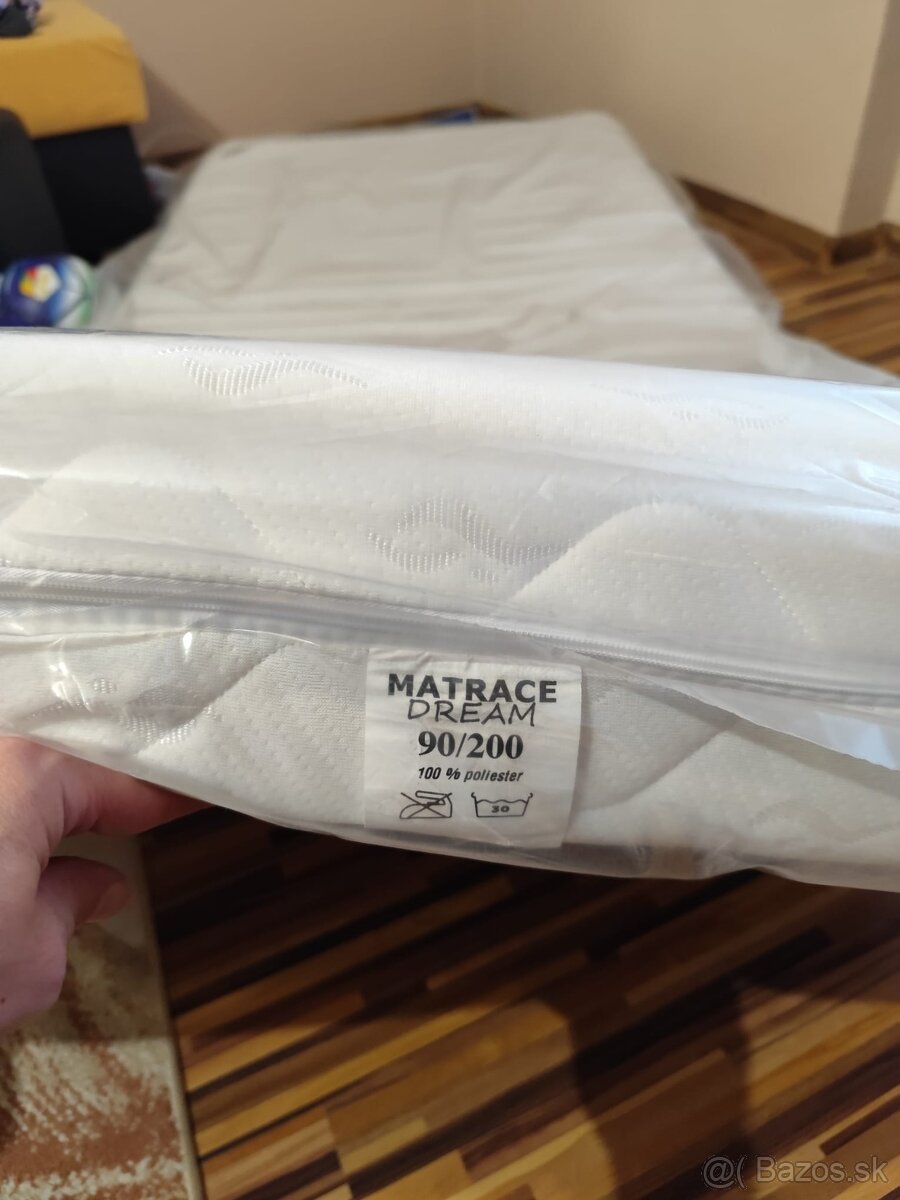 MATRACE
DREAM
90/200
100 % poliester
30
@( Bazos.sk